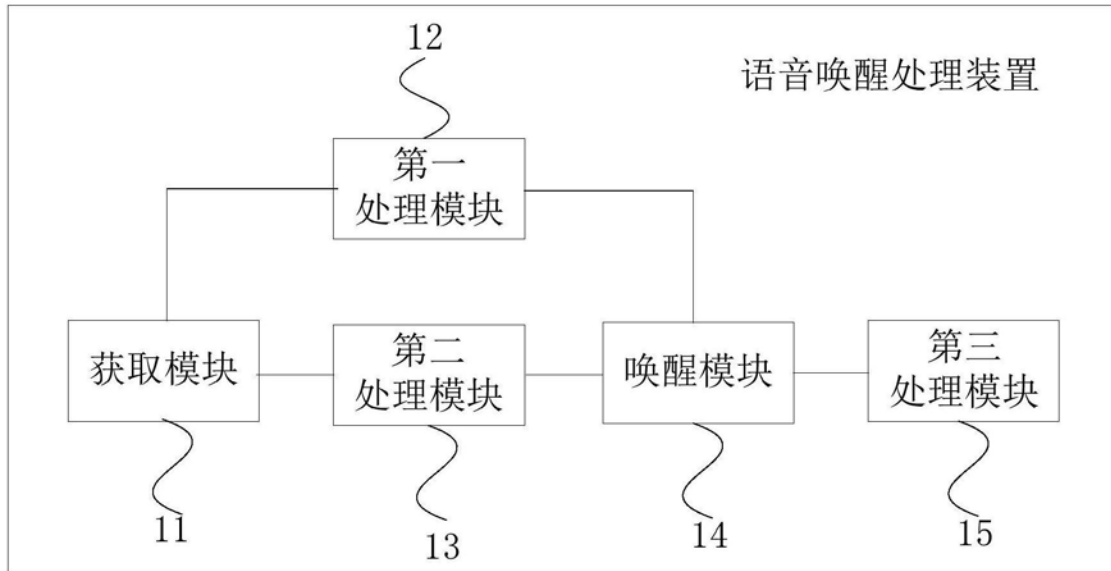 12
语音唤醒处理装置
第一
处理模块
获取模块
第二
处理模块
唤醒模块
第三
处理模块
11
13
14
15